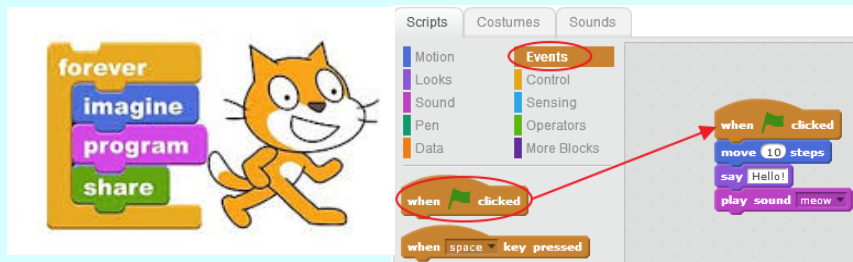 forever
imagine
program
share
Scripts Costumes Sounds
Motion Events
Looks Control
Sound Sensing
Pen Operators
Data More Blocks
when clicked
when space key pressed
when clicked
move 10 steps
say Hello!
play sound meow